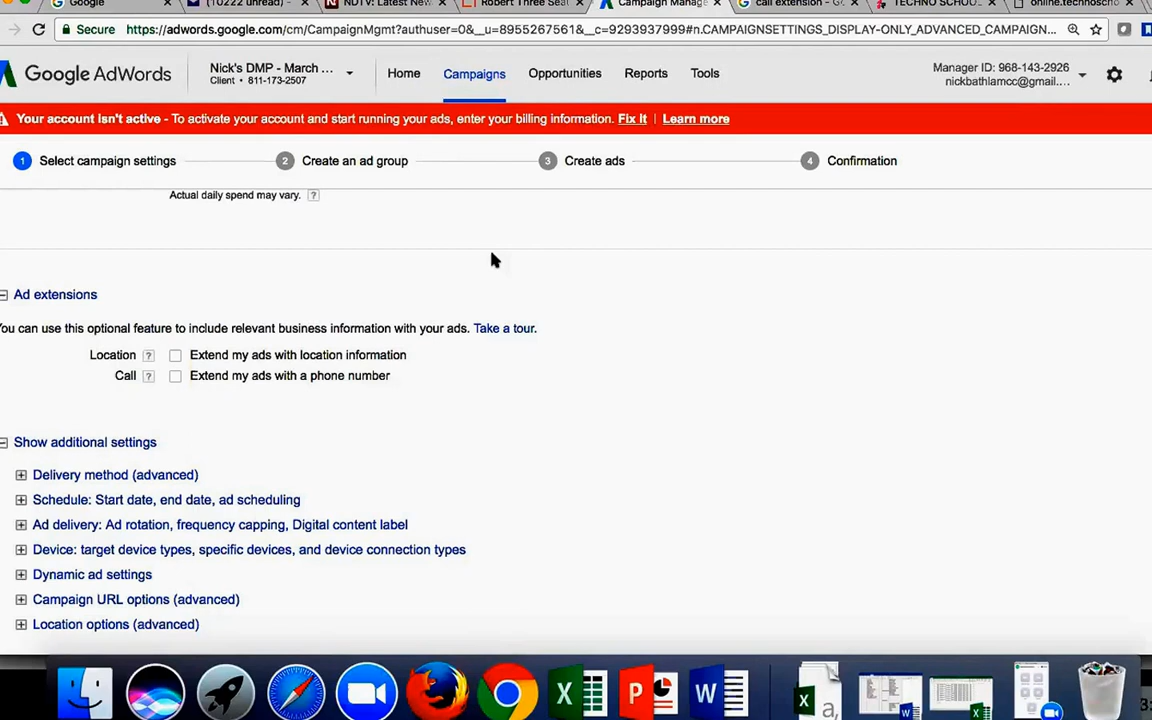 Google
(10222 unread) -
NDTV: Latest New
Robert Three Sea
Campaign Manage
call extension - Go
TECHNO SCHOO
online.technoscho
Secure https://adwords.google.com/cm/CampaignMgmt?authuser=0&__u=8955267561&__c=9293937999#n.CAMPAIGNSETTINGS_DISPLAY-ONLY_ADVANCED_CAMPAIGN...
Google AdWords
Nick's DMP - March ...
Client 811-173-2507
Home Campaigns Opportunities Reports Tools
Manager ID: 968-143-2926
nickbathlamcc@gmail....
Your account isn't active - To activate your account and start running your ads, enter your billing information. Fix It | Learn more
1 Select campaign settings 2 Create an ad group 3 Create ads 4 Confirmation
Actual daily spend may vary. ?
Ad extensions
You can use this optional feature to include relevant business information with your ads. Take a tour.
Location ? Extend my ads with location information
Call ? Extend my ads with a phone number
Show additional settings
Delivery method (advanced)
Schedule: Start date, end date, ad scheduling
Ad delivery: Ad rotation, frequency capping, Digital content label
Device: target device types, specific devices, and device connection types
Dynamic ad settings
Campaign URL options (advanced)
Location options (advanced)
X P W X a, W X